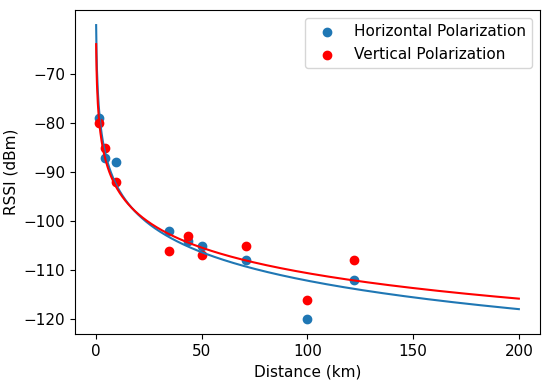 Horizontal Polarization
Vertical Polarization
−70
−80
−90
−100
−110
−120
RSSI (dBm)
0
50
100
150
200
Distance (km)